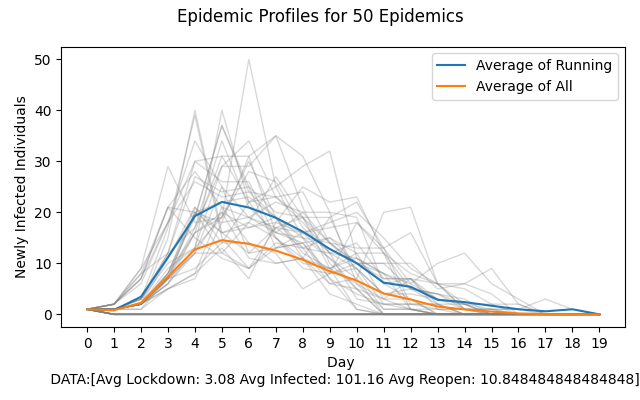 Epidemic Profiles for 50 Epidemics
50
40
30
20
10
0
Newly Infected Individuals
Average of Running
Average of All
0 1 2 3 4 5 6 7 8 9 10 11 12 13 14 15 16 17 18 19
Day
DATA:[Avg Lockdown: 3.08 Avg Infected: 101.16 Avg Reopen: 10.848484848484848]